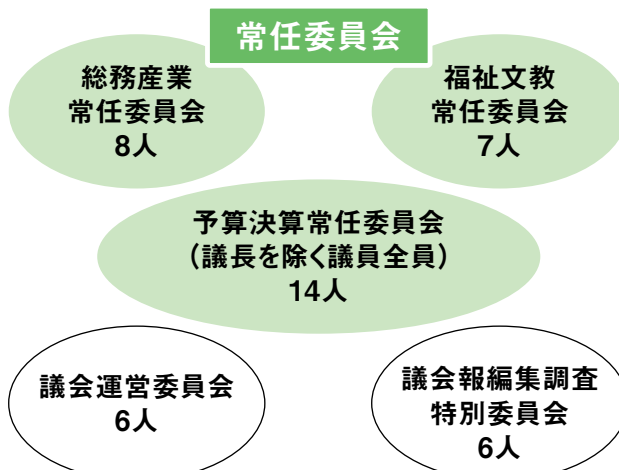 常任委員会
総務産業
常任委員会
8人
福祉文教
常任委員会
7人
予算決算常任委員会
(議長を除く議員全員)
14人
議会運営委員会
6人
議会報編集調査
特別委員会
6人